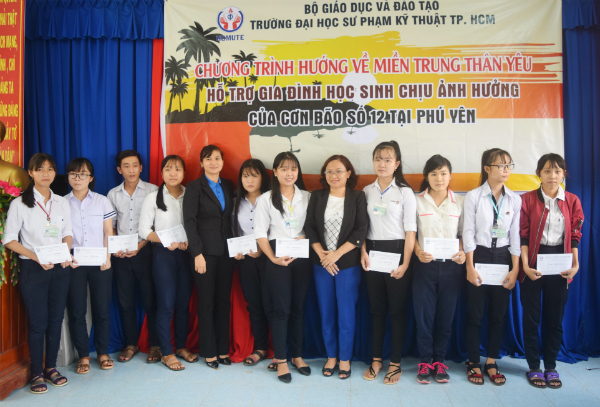 BỘ GIÁO DỤC VÀ ĐÀO TẠO
TRƯỜNG ĐẠI HỌC SƯ PHẠM KỸ THUẬT TP. HCM
HCMUTE
CHƯƠNG TRÌNH HƯỚNG VỀ MIỀN TRUNG THÂN YÊU
HỖ TRỢ GIA ĐÌNH HỌC SINH CHỊU ẢNH HƯỞNG
CỦA CƠN BÃO SỐ 12 TẠI PHÚ YÊN